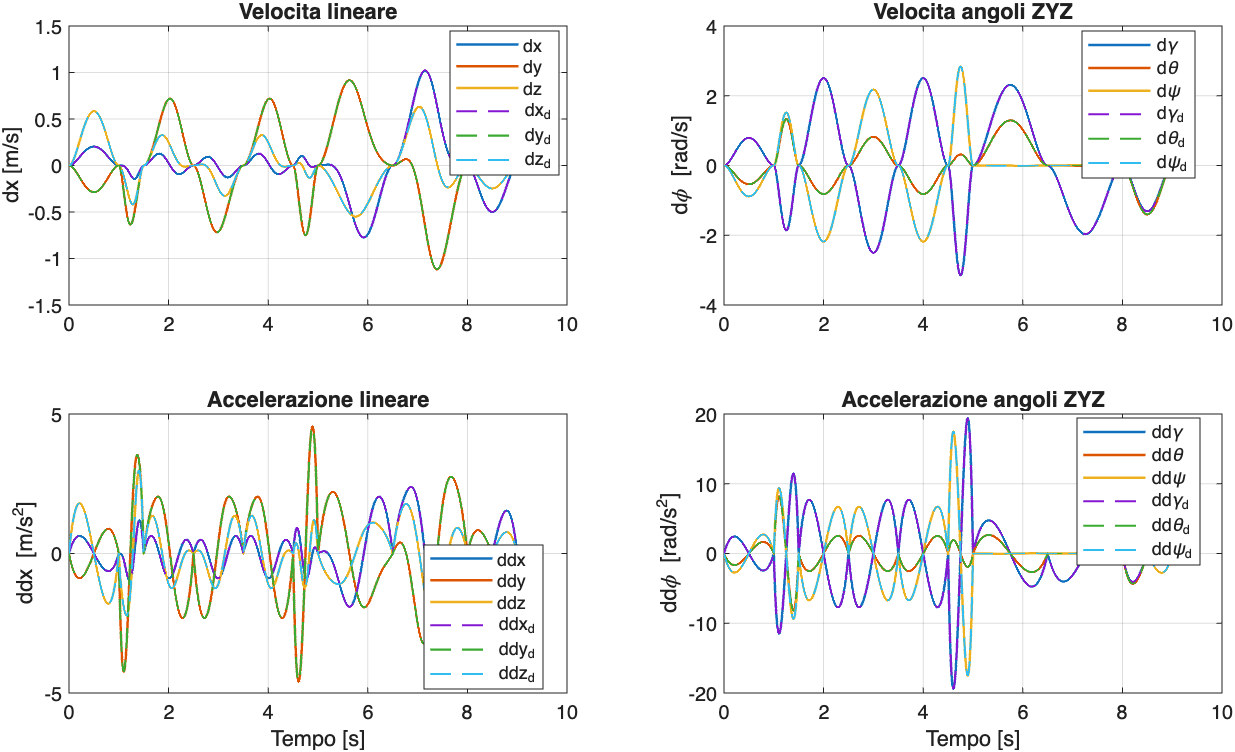 Velocita lineare
1.5
1
0.5
0
-0.5
-1
-1.5
dx [m/s]
0 2 4 6 8 10
dx
dy
dz
dx_d
dy_d
dz_d
Velocita angoli ZYZ
4
2
0
-2
-4
dϕ [rad/s]
0 2 4 6 8 10
dγ
dθ
dψ
dγ_d
dθ_d
dψ_d
Accelerazione lineare
5
0
-5
ddx [m/s²]
0 2 4 6 8 10
Tempo [s]
ddx
ddy
ddz
ddx_d
ddy_d
ddz_d
Accelerazione angoli ZYZ
20
10
0
-10
-20
ddϕ [rad/s²]
0 2 4 6 8 10
Tempo [s]
ddγ
ddθ
ddψ
ddγ_d
ddθ_d
ddψ_d